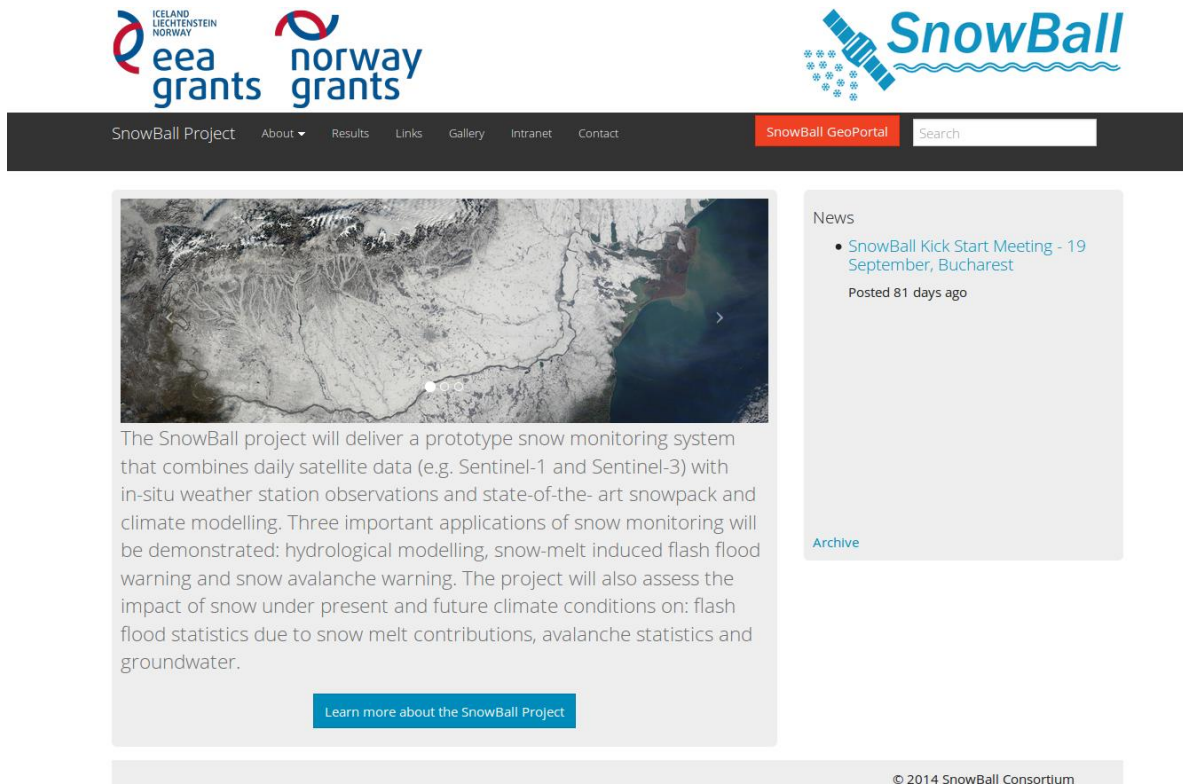 ICELAND
LIECHTENSTEIN
NORWAY
eea
grants
norway
grants
SnowBall
SnowBall Project About Results Links Gallery Intranet Contact SnowBall GeoPortal Search
The SnowBall project will deliver a prototype snow monitoring system
that combines daily satellite data (e.g. Sentinel-1 and Sentinel-3) with
in-situ weather station observations and state-of-the- art snowpack and
climate modelling. Three important applications of snow monitoring will
be demonstrated: hydrological modelling, snow-melt induced flash flood
warning and snow avalanche warning. The project will also assess the
impact of snow under present and future climate conditions on: flash
flood statistics due to snow melt contributions, avalanche statistics and
groundwater.
Learn more about the SnowBall Project
News
SnowBall Kick Start Meeting - 19
September, Bucharest
Posted 81 days ago
Archive
© 2014 SnowBall Consortium